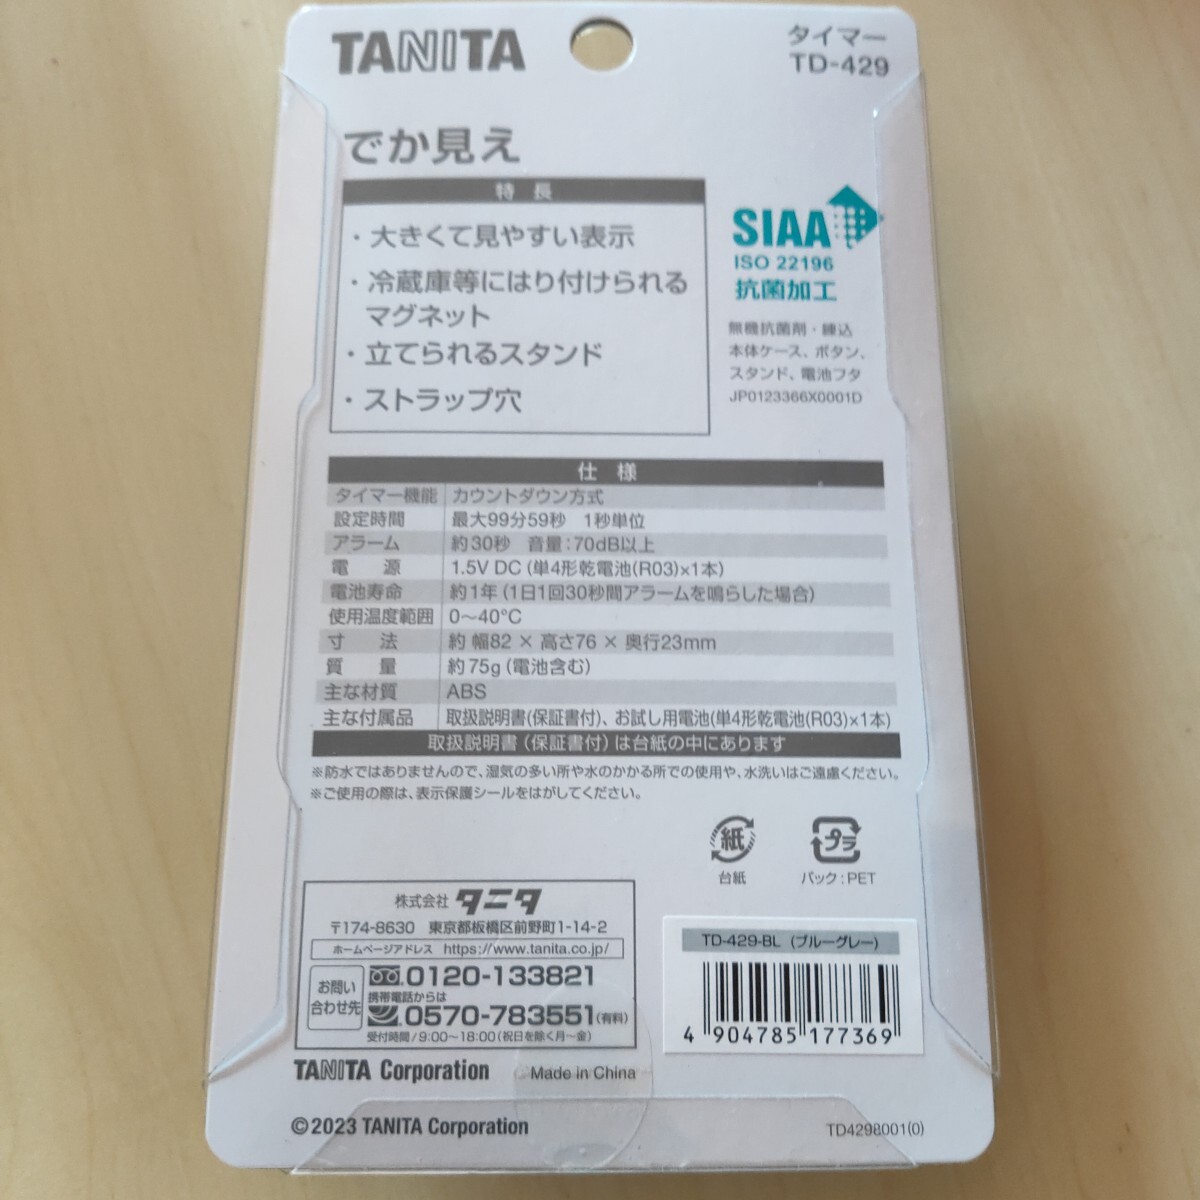 TANITA
タイマー
TD-429
でか見え
特 長
・大きくて見やすい表示
・冷蔵庫等にはり付けられる
マグネット
・立てられるスタンド
・ストラップ穴
SIAA
ISO 22196
抗菌加工
無機抗菌剤・練込
本体ケース、ボタン、
スタンド、電池フタ
JP0123366X0001D
仕 様
タイマー機能 カウントダウン方式
設定時間 最大99分59秒 1秒単位
アラーム 約30秒 音量:70dB以上
電 源 1.5V DC (単4形乾電池(R03)×1本)
電池寿命 約1年(1日1回30秒間アラームを鳴らした場合)
使用温度範囲 0～40℃
寸 法 約 幅82 × 高さ76 × 奥行23mm
質 量 約75g(電池含む)
主な材質 ABS
主な付属品 取扱説明書(保証書付)、お試し用電池(単4形乾電池(R03)×1本)
取扱説明書(保証書付)は台紙の中にあります
※防水ではありませんので、湿気の多い所や水のかかる所での使用や、水洗いはご遠慮ください。
※ご使用の際は、表示保護シールをはがしてください。
紙
台紙
プラ
パック:PET
株式会社タニタ
〒174-8630 東京都板橋区前野町1-14-2
ホームページアドレス https://www.tanita.co.jp/
お問い
合わせ先
0120-133821
携帯電話からは
0570-783551(有料)
受付時間/9:00～18:00(祝日を除く月～金)
TD-429-BL (ブルーグレー)
4 904785 177369
TANITA Corporation
Made in China
©2023 TANITA Corporation
TD4298001(0)